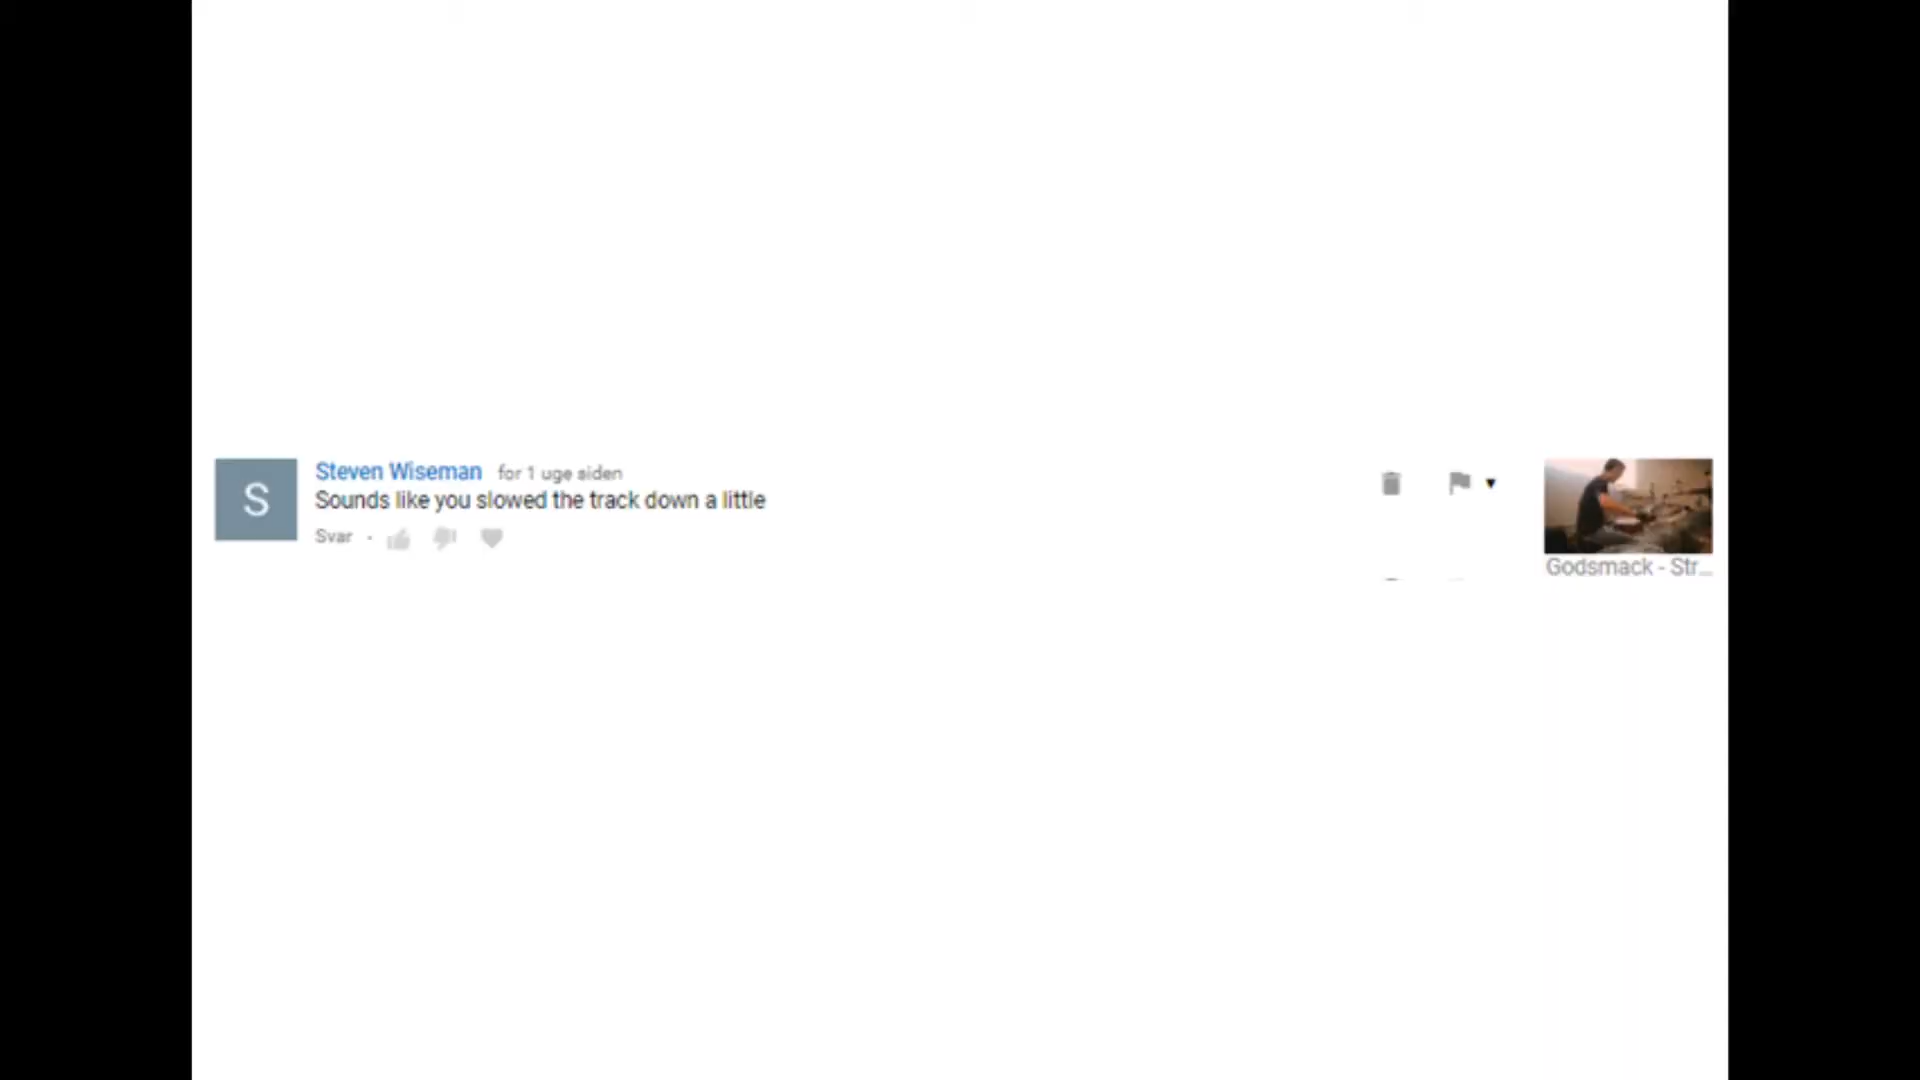 S
Steven Wiseman for 1 uge siden
Sounds like you slowed the track down a little
Svar -
Godsmack - Str...